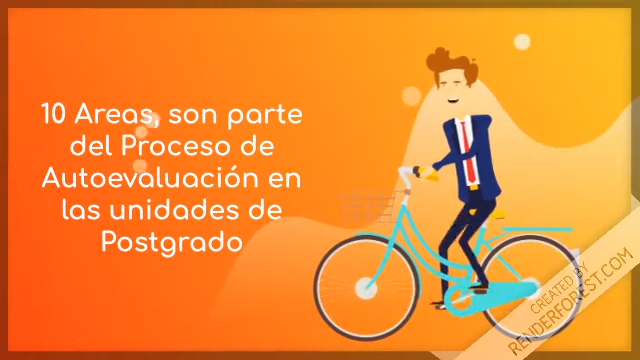 10 Areas, son parte
del Proceso de
Autoevaluación en
las unidades de
Postgrado
CREATED BY
RENDERFOREST.COM